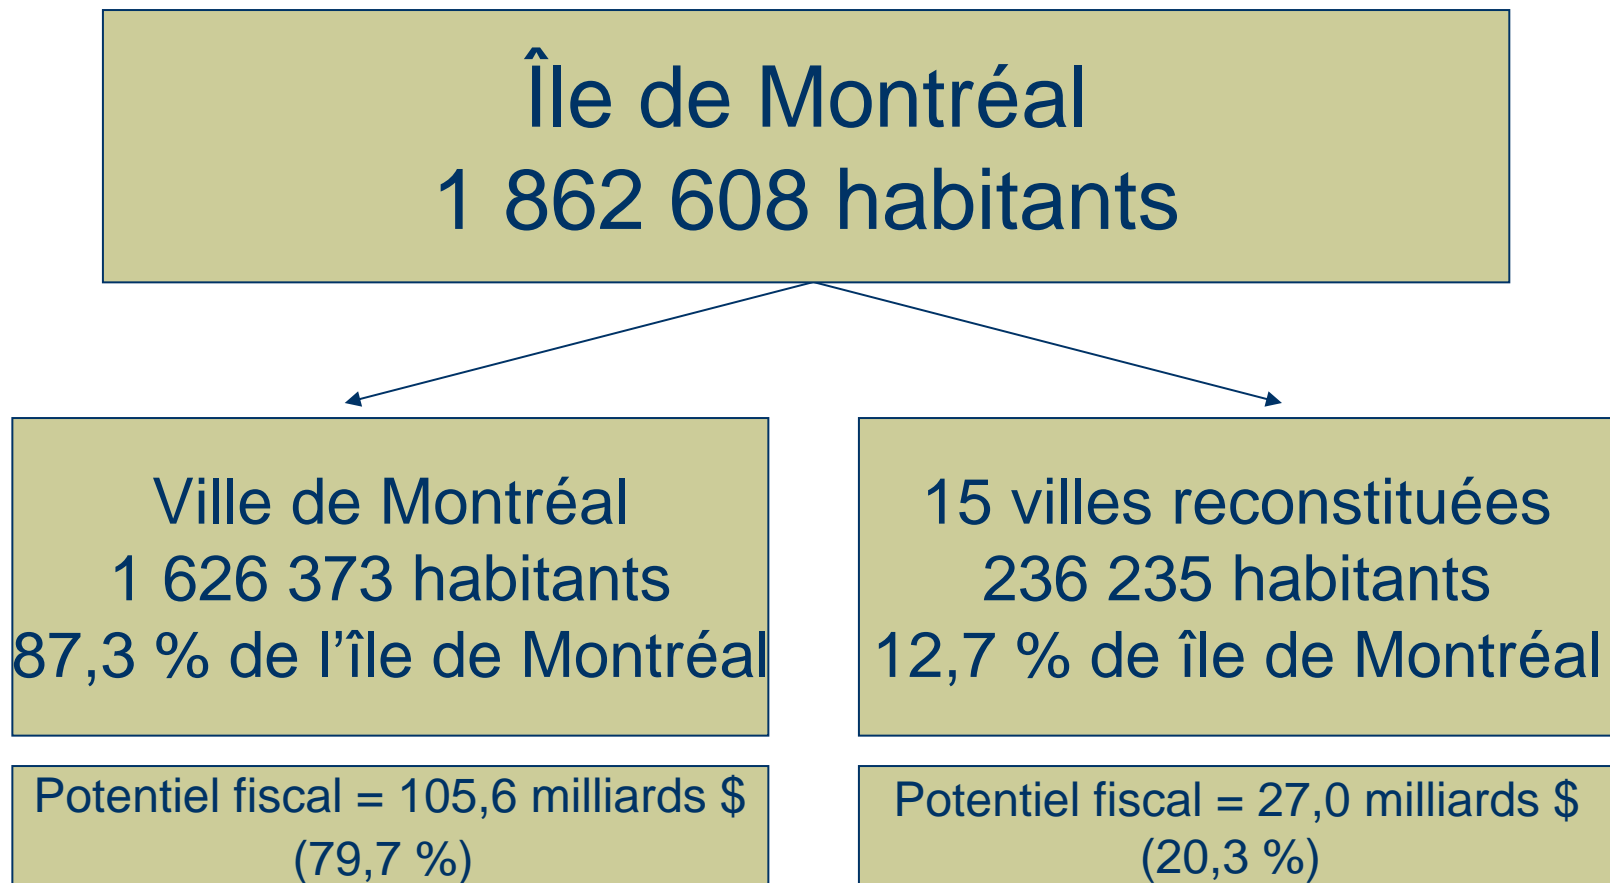 Île de Montréal
1 862 608 habitants
Ville de Montréal
1 626 373 habitants
87,3 % de l’île de Montréal
15 villes reconstituées
236 235 habitants
12,7 % de île de Montréal
Potentiel fiscal = 105,6 milliards $
(79,7 %)
Potentiel fiscal = 27,0 milliards $
(20,3 %)